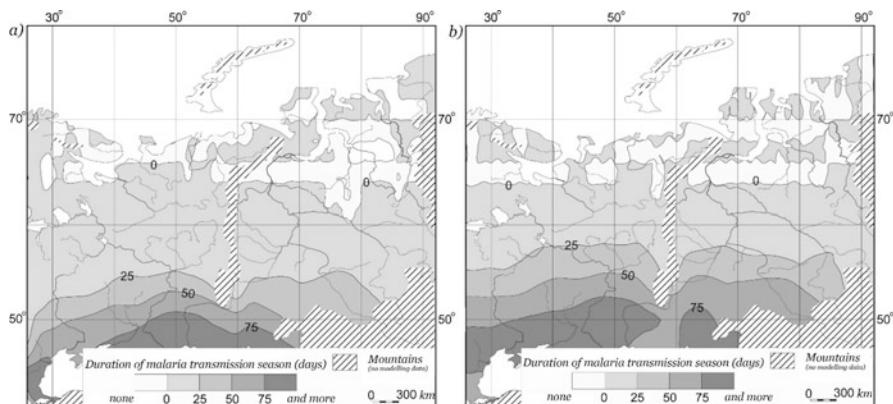 a) 30° 50° 70° 90°
70°
50°
0
0
25
50
75
Duration of malaria transmission season (days)
Mountains
(no modelling data)
none 0 25 50 75 and more
0 300 km
b) 30° 50° 70° 90°
70°
50°
0
0
25
50
75
Duration of malaria transmission season (days)
Mountains
(no modelling data)
none 0 25 50 75 and more
0 300 km